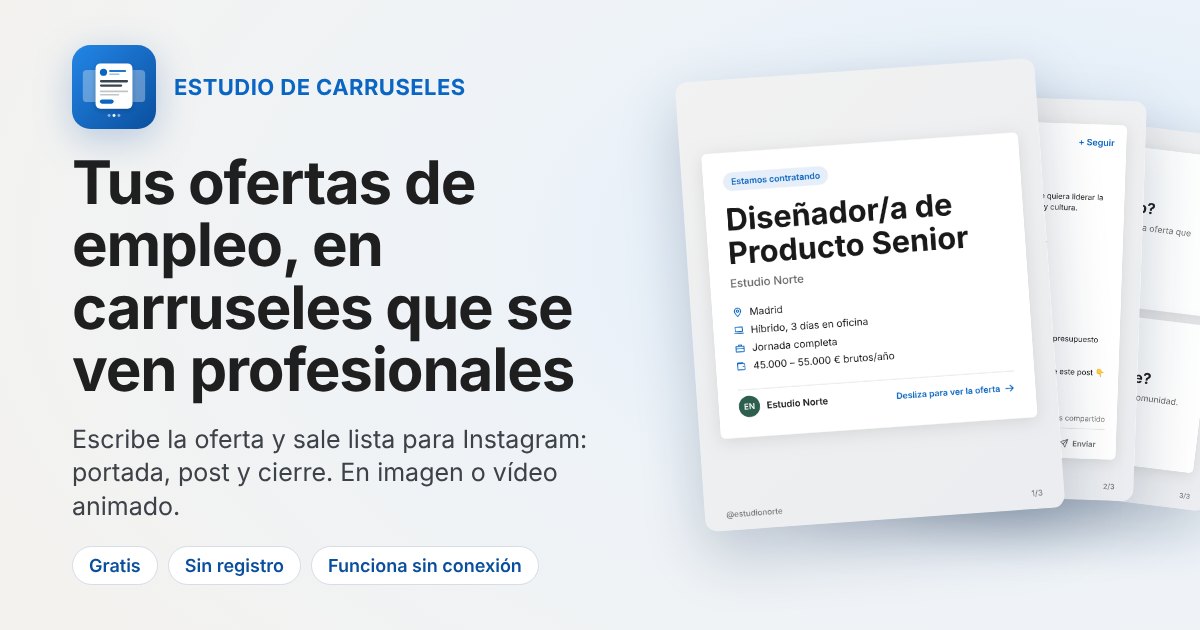 ESTUDIO DE CARRUSELES
Tus ofertas de
empleo, en
carruseles que se
ven profesionales
Escribe la oferta y sale lista para Instagram:
portada, post y cierre. En imagen o vídeo
animado.
Gratis
Sin registro
Funciona sin conexión
Estamos contratando
Diseñador/a de
Producto Senior
Estudio Norte
Madrid
Híbrido, 3 días en oficina
Jornada completa
45.000 – 55.000 € brutos/año
EN
Estudio Norte
Desliza para ver la oferta →
@estudionorte
1/3
+ Seguir
quiera liderar la
y cultura.
presupuesto
este post 👇
compartido
Enviar
2/3
a oferta que
omunidad.
3/3